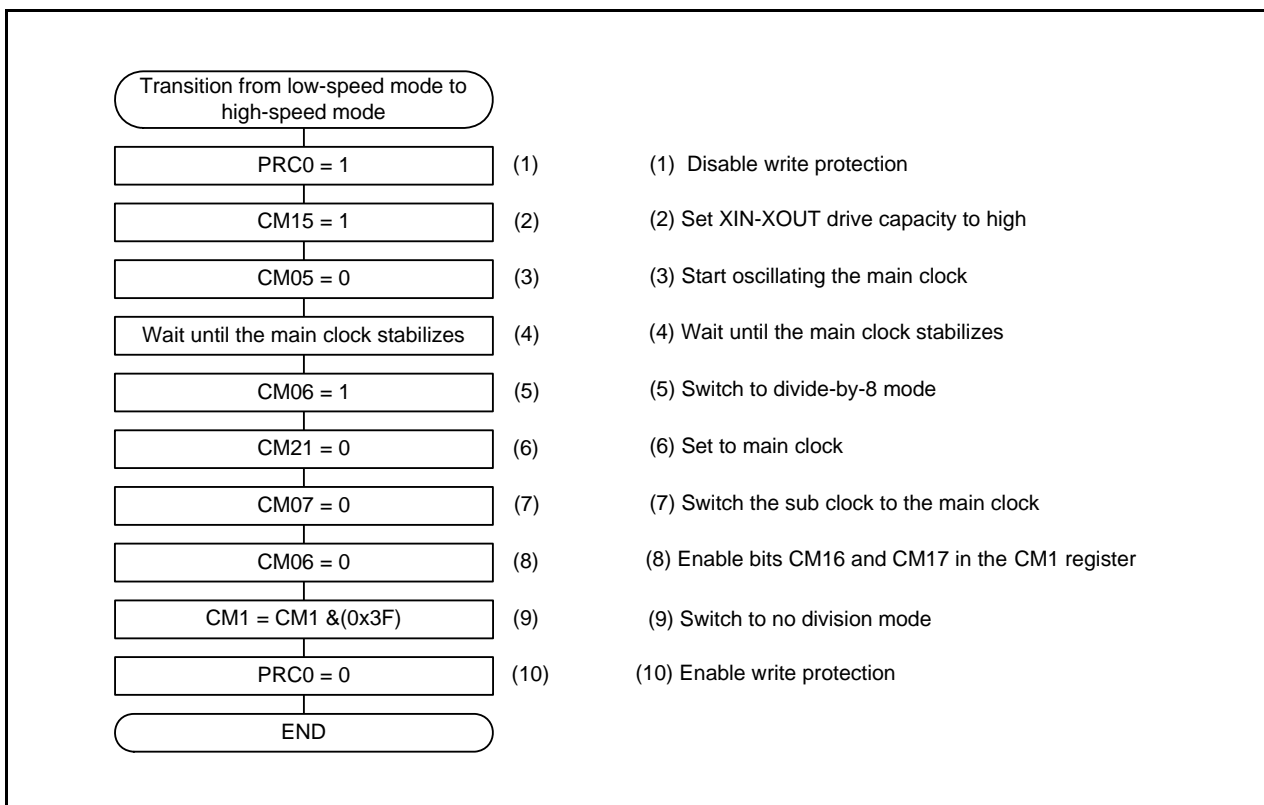 Transition from low-speed mode to
high-speed mode
PRC0 = 1 (1) (1) Disable write protection
CM15 = 1 (2) (2) Set XIN-XOUT drive capacity to high
CM05 = 0 (3) (3) Start oscillating the main clock
Wait until the main clock stabilizes (4) (4) Wait until the main clock stabilizes
CM06 = 1 (5) (5) Switch to divide-by-8 mode
CM21 = 0 (6) (6) Set to main clock
CM07 = 0 (7) (7) Switch the sub clock to the main clock
CM06 = 0 (8) (8) Enable bits CM16 and CM17 in the CM1 register
CM1 = CM1 &(0x3F) (9) (9) Switch to no division mode
PRC0 = 0 (10) (10) Enable write protection
END